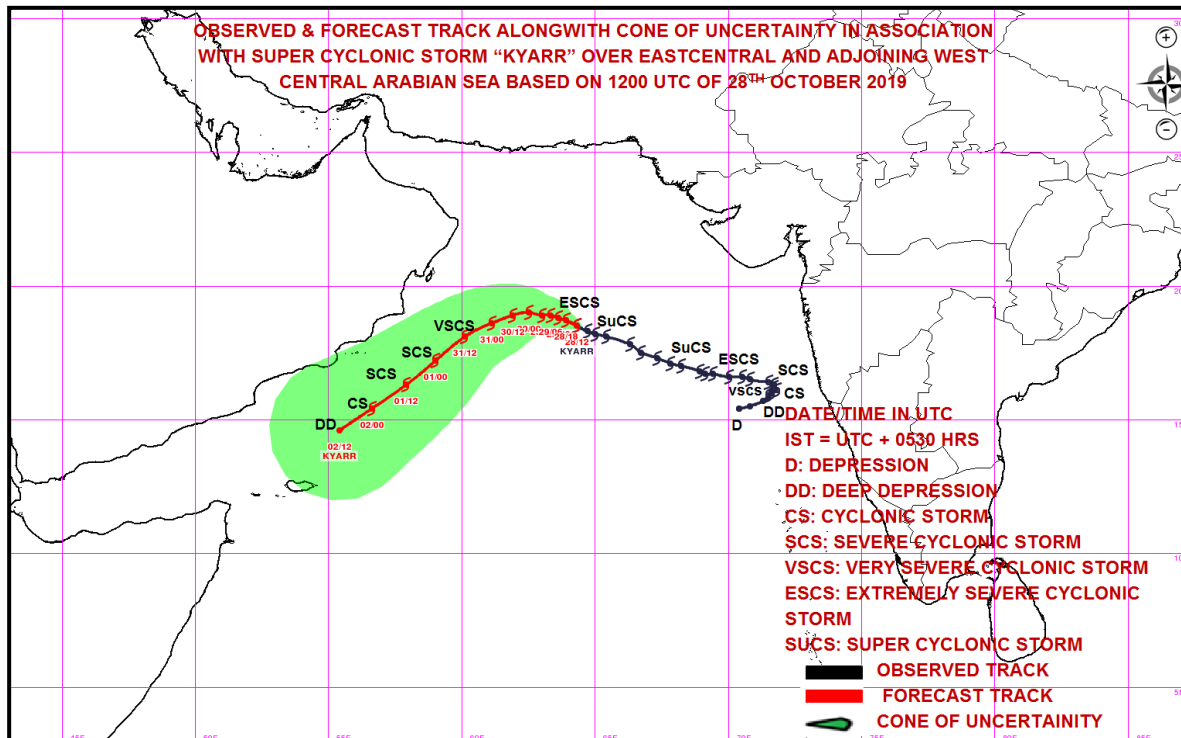 OBSERVED & FORECAST TRACK ALONGWITH CONE OF UNCERTAINTY IN ASSOCIATION
WITH SUPER CYCLONIC STORM “KYARR” OVER EASTCENTRAL AND ADJOINING WEST
CENTRAL ARABIAN SEA BASED ON 1200 UTC OF 28TH OCTOBER 2019
ESCS
SuCS
VSCS
30/12
28/18
31/00
28/12
KYARR
31/12
SCS
SuCS
ESCS
SCS
01/00
SCS
VSCS
CS
01/12
CS
DD
D
02/00
DD
02/12
KYARR
DATE/TIME IN UTC
IST = UTC + 0530 HRS
D: DEPRESSION
DD: DEEP DEPRESSION
CS: CYCLONIC STORM
SCS: SEVERE CYCLONIC STORM
VSCS: VERY SEVERE CYCLONIC STORM
ESCS: EXTREMELY SEVERE CYCLONIC
STORM
SUCS: SUPER CYCLONIC STORM
OBSERVED TRACK
FORECAST TRACK
CONE OF UNCERTAINITY